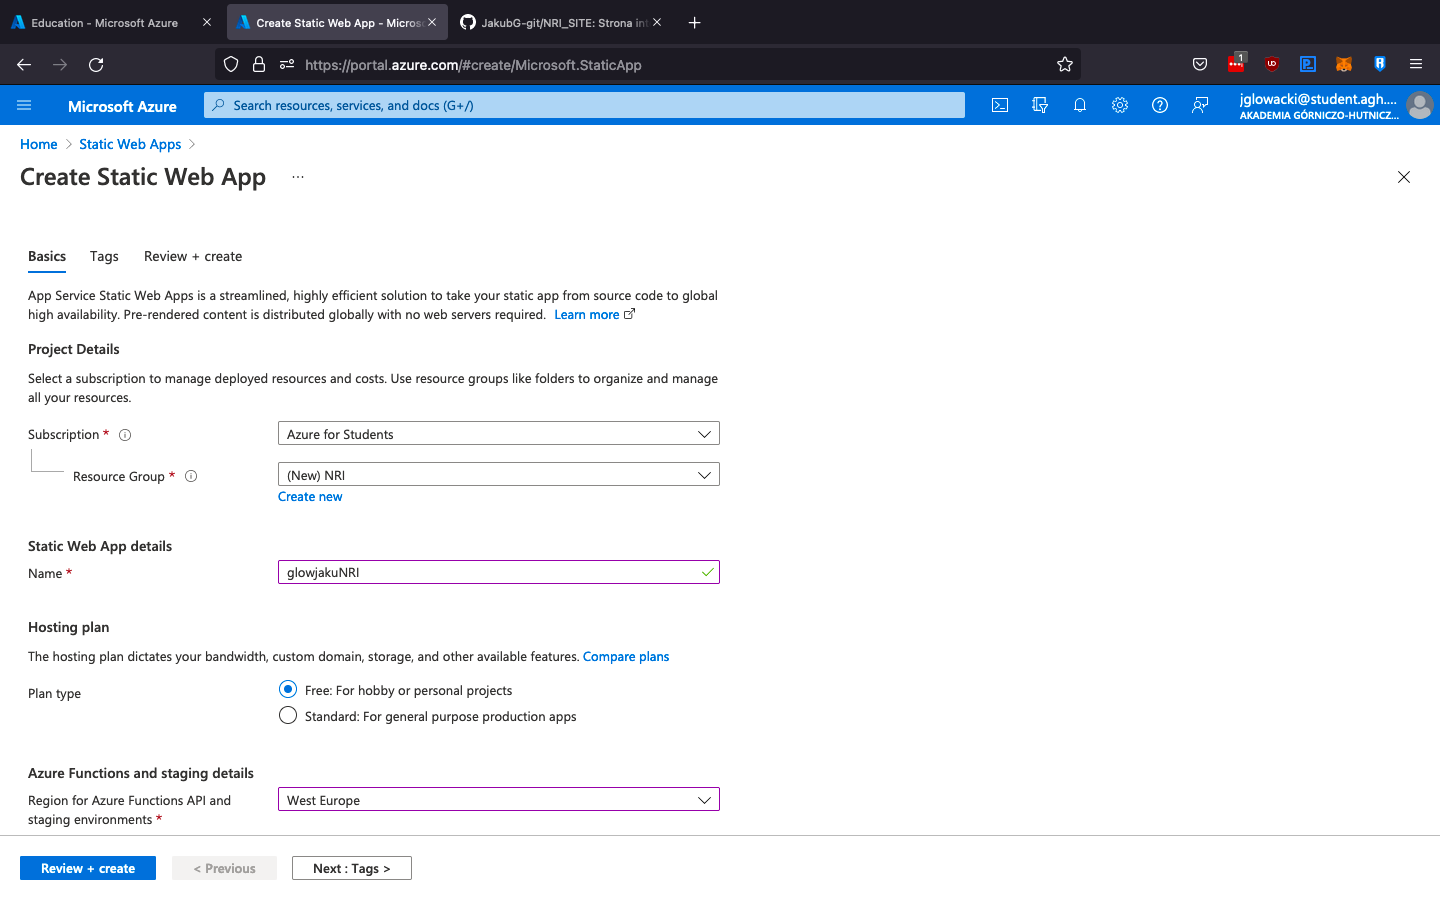 Education - Microsoft Azure
Create Static Web App - Micros
JakubG-git/NRI_SITE: Strona int
https://portal.azure.com/#create/Microsoft.StaticApp
1
Microsoft Azure
Search resources, services, and docs (G+/)
jglowacki@student.agh....
AKADEMIA GÓRNICZO-HUTNICZ...
Home > Static Web Apps >
Create Static Web App ...
Basics Tags Review + create
App Service Static Web Apps is a streamlined, highly efficient solution to take your static app from source code to global
high availability. Pre-rendered content is distributed globally with no web servers required. Learn more
Project Details
Select a subscription to manage deployed resources and costs. Use resource groups like folders to organize and manage
all your resources.
Subscription * Azure for Students
Resource Group * (New) NRI
Create new
Static Web App details
Name * glowjakuNRI
Hosting plan
The hosting plan dictates your bandwidth, custom domain, storage, and other available features. Compare plans
Plan type
Free: For hobby or personal projects
Standard: For general purpose production apps
Azure Functions and staging details
Region for Azure Functions API and
staging environments *
West Europe
Review + create < Previous Next : Tags >